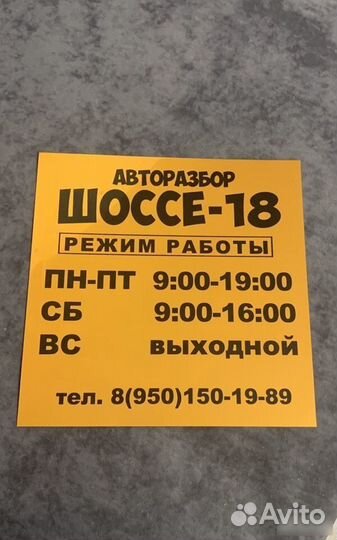 АВТОРАЗБОР
ШОССЕ-18
РЕЖИМ РАБОТЫ
ПН-ПТ 9:00-19:00
СБ 9:00-16:00
ВС выходной
тел. 8(950)150-19-89
Avito